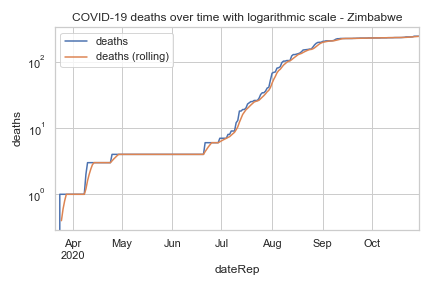 COVID-19 deaths over time with logarithmic scale - Zimbabwe
deaths
deaths (rolling)
10²
10¹
10⁰
deaths
Apr May Jun Jul Aug Sep Oct
2020
dateRep